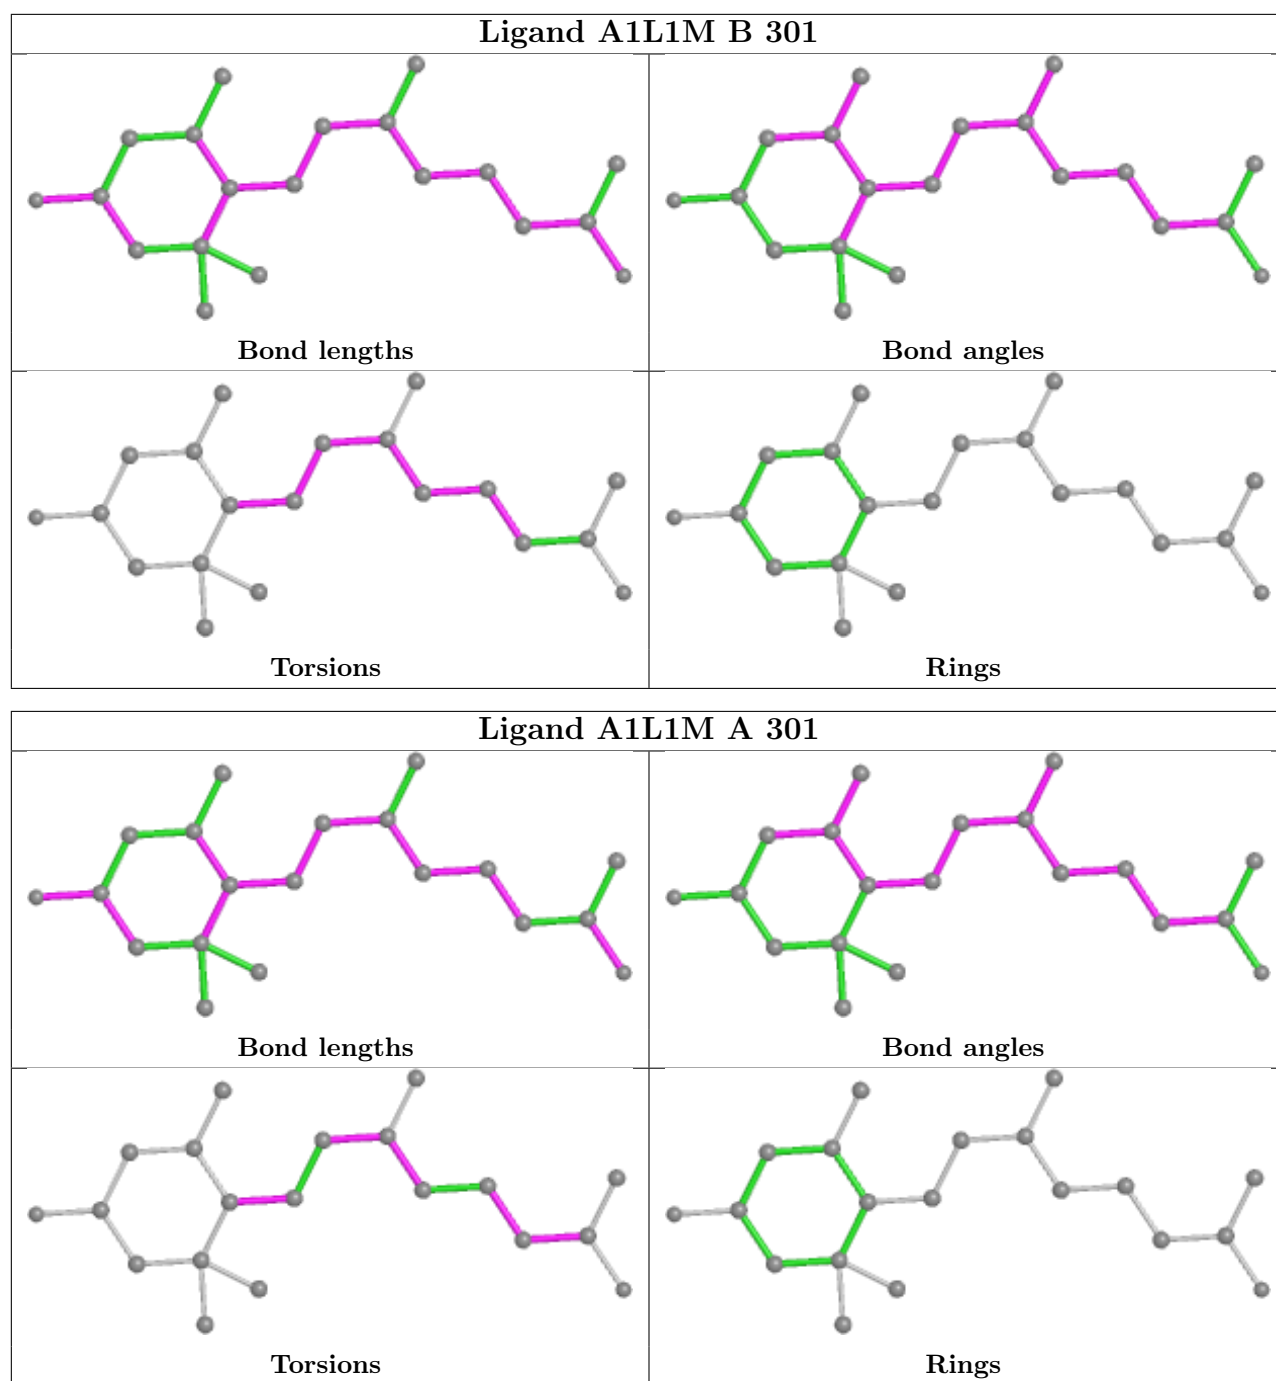 Ligand A1L1M B 301
Bond lengths
Bond angles
Torsions
Rings
Ligand A1L1M A 301
Bond lengths
Bond angles
Torsions
Rings